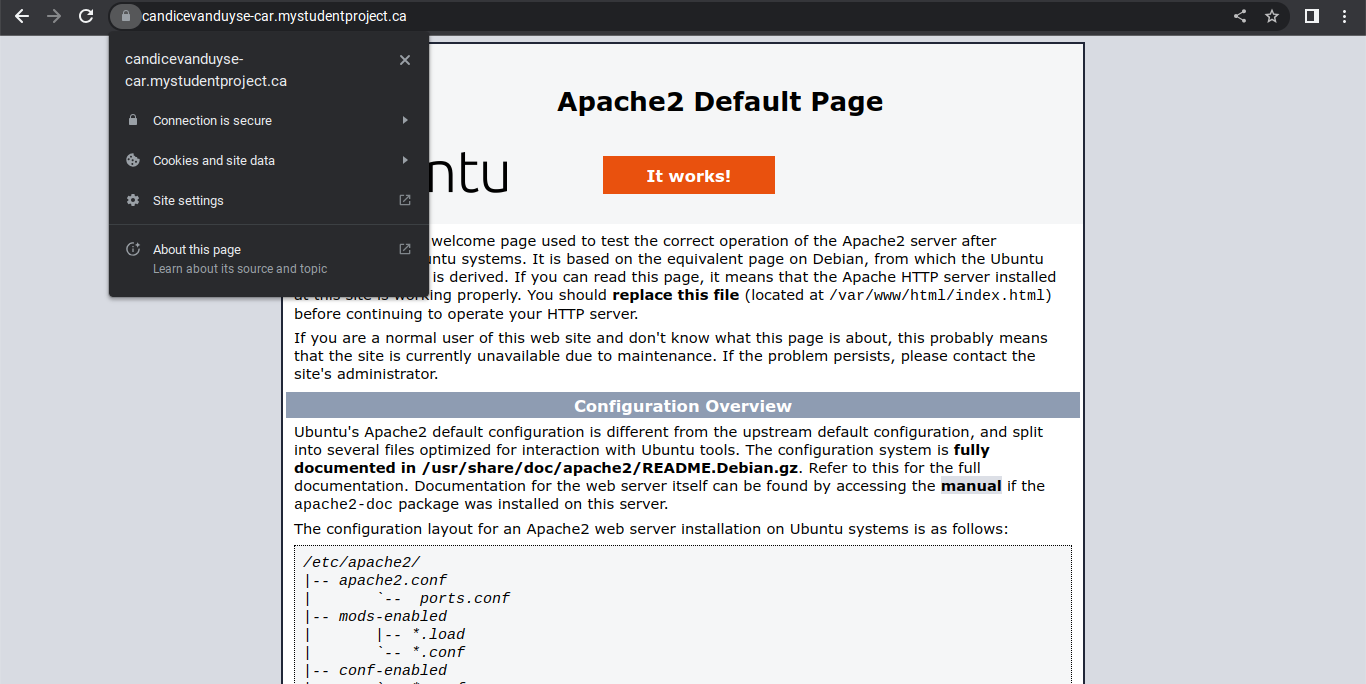 candicevanduyse-car.mystudentproject.ca
candicevanduyse-
car.mystudentproject.ca
Connection is secure
Cookies and site data
Site settings
About this page
Learn about its source and topic
Apache2 Default Page
ntu
It works!
welcome page used to test the correct operation of the Apache2 server after
untu systems. It is based on the equivalent page on Debian, from which the Ubuntu
is derived. If you can read this page, it means that the Apache HTTP server installed
at this site is working properly. You should replace this file (located at /var/www/html/index.html)
before continuing to operate your HTTP server.
If you are a normal user of this web site and don't know what this page is about, this probably means
that the site is currently unavailable due to maintenance. If the problem persists, please contact the
site's administrator.
Configuration Overview
Ubuntu's Apache2 default configuration is different from the upstream default configuration, and split
into several files optimized for interaction with Ubuntu tools. The configuration system is fully
documented in /usr/share/doc/apache2/README.Debian.gz. Refer to this for the full
documentation. Documentation for the web server itself can be found by accessing the manual if the
apache2-doc package was installed on this server.
The configuration layout for an Apache2 web server installation on Ubuntu systems is as follows:
/etc/apache2/
|-- apache2.conf
|       `--  ports.conf
|-- mods-enabled
|       |-- *.load
|       `-- *.conf
|-- conf-enabled